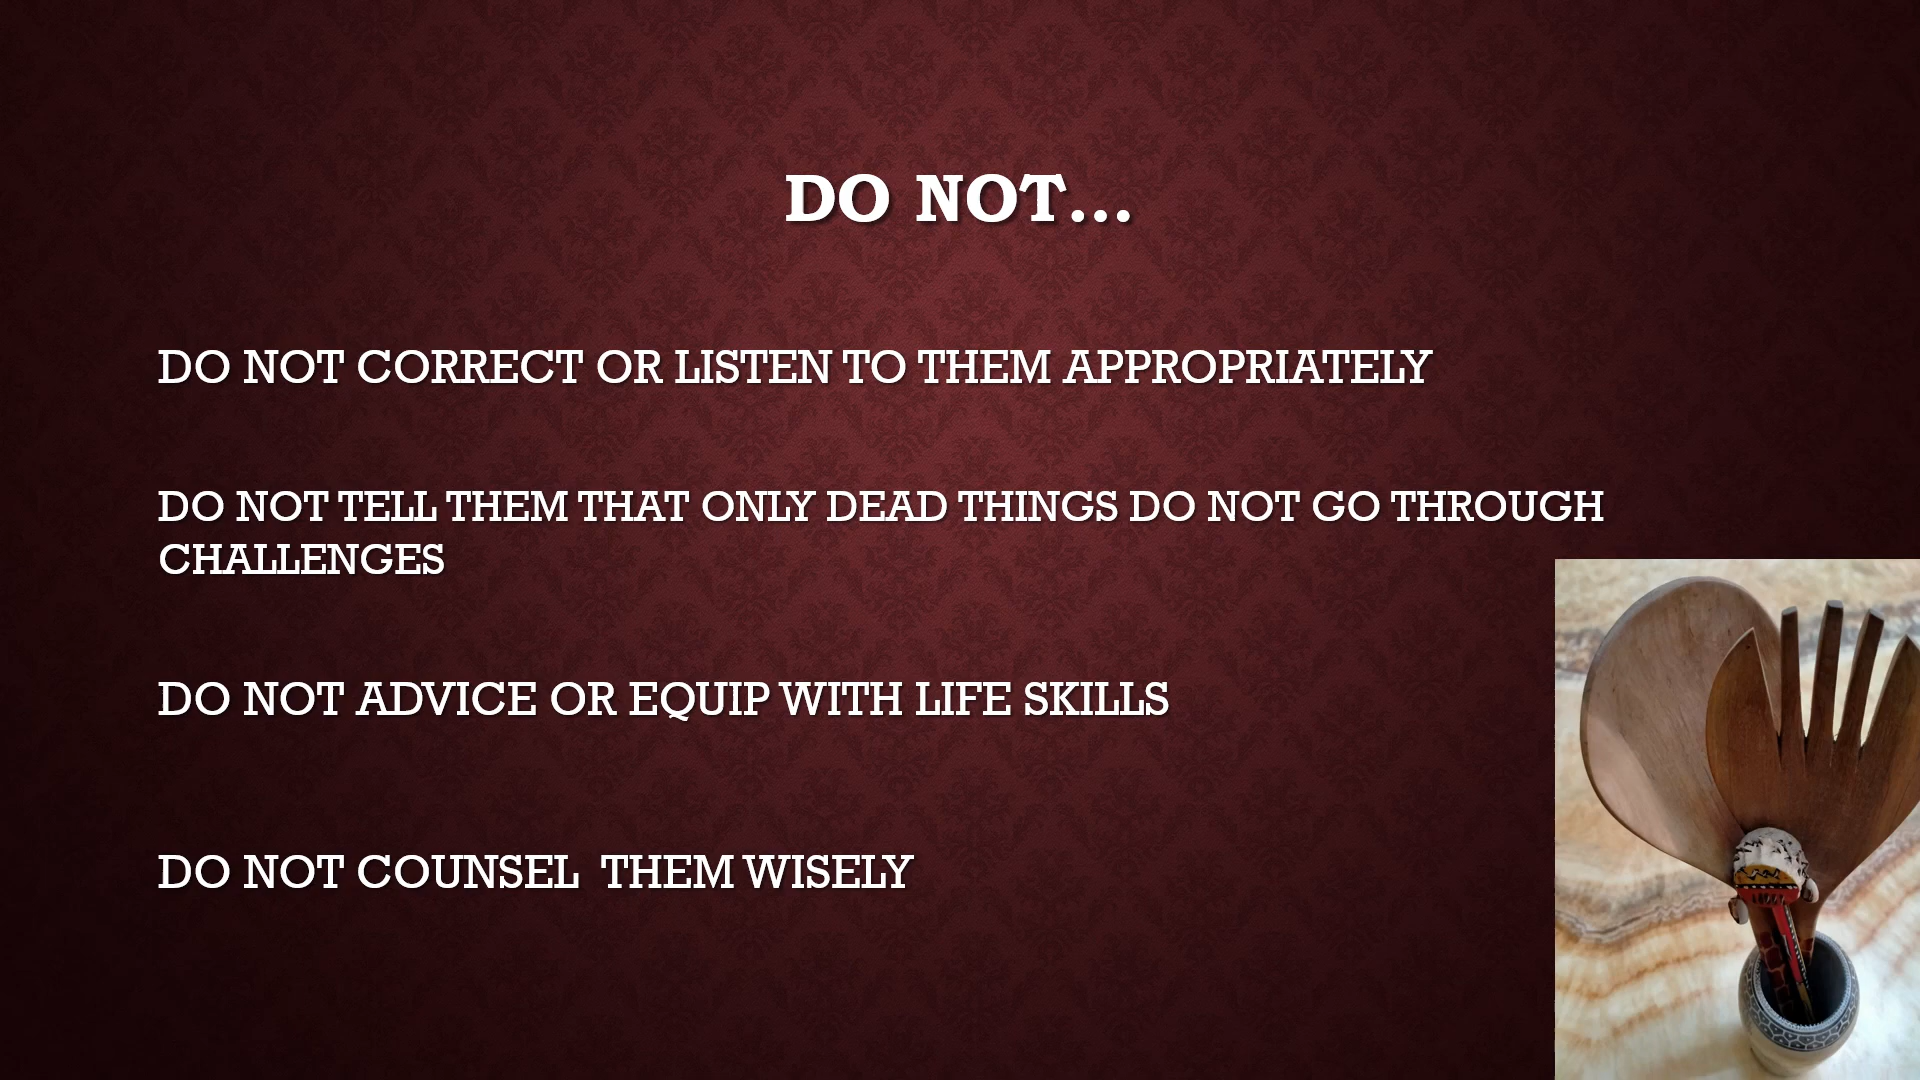 DO NOT...
DO NOT CORRECT OR LISTEN TO THEM APPROPRIATELY
DO NOT TELL THEM THAT ONLY DEAD THINGS DO NOT GO THROUGH
CHALLENGES
DO NOT ADVICE OR EQUIP WITH LIFE SKILLS
DO NOT COUNSEL  THEM WISELY